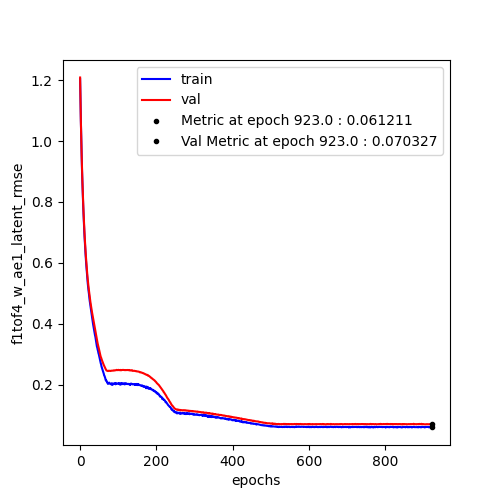 train
val
Metric at epoch 923.0 : 0.061211
Val Metric at epoch 923.0 : 0.070327
f1tof4_w_ae1_latent_rmse
1.2
1.0
0.8
0.6
0.4
0.2
0 200 400 600 800
epochs